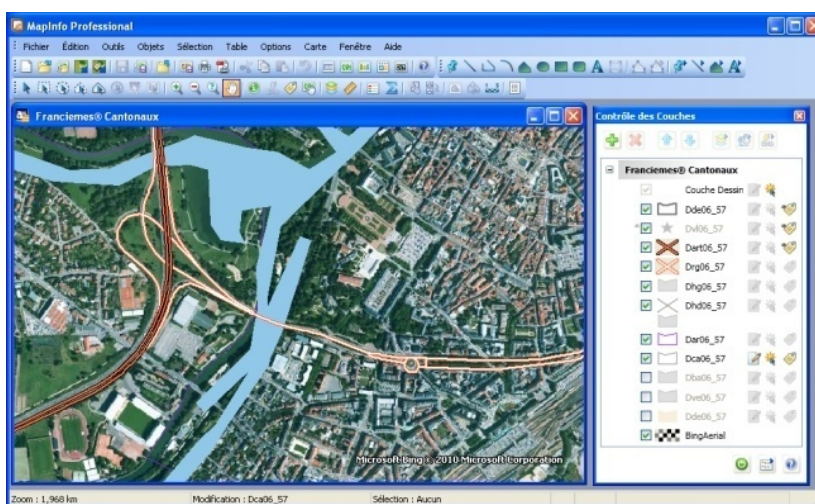 MapInfo Professional
Fichier Édition Outils Objets Sélection Table Options Carte Fenêtre Aide
Franciemes® Cantonaux
Microsoft Bing © 2010 Microsoft Corporation
Contrôle des Couches
Franciemes® Cantonaux
Couche Dessin
Dde06_57
Dvl06_57
Dart06_57
Drg06_57
Dhg06_57
Dhd06_57
Dar06_57
Dca06_57
Dba06_57
Dve06_57
Dde06_57
BingAerial
Zoom : 1,968 km Modification : Dca06_57 Sélection : Aucun